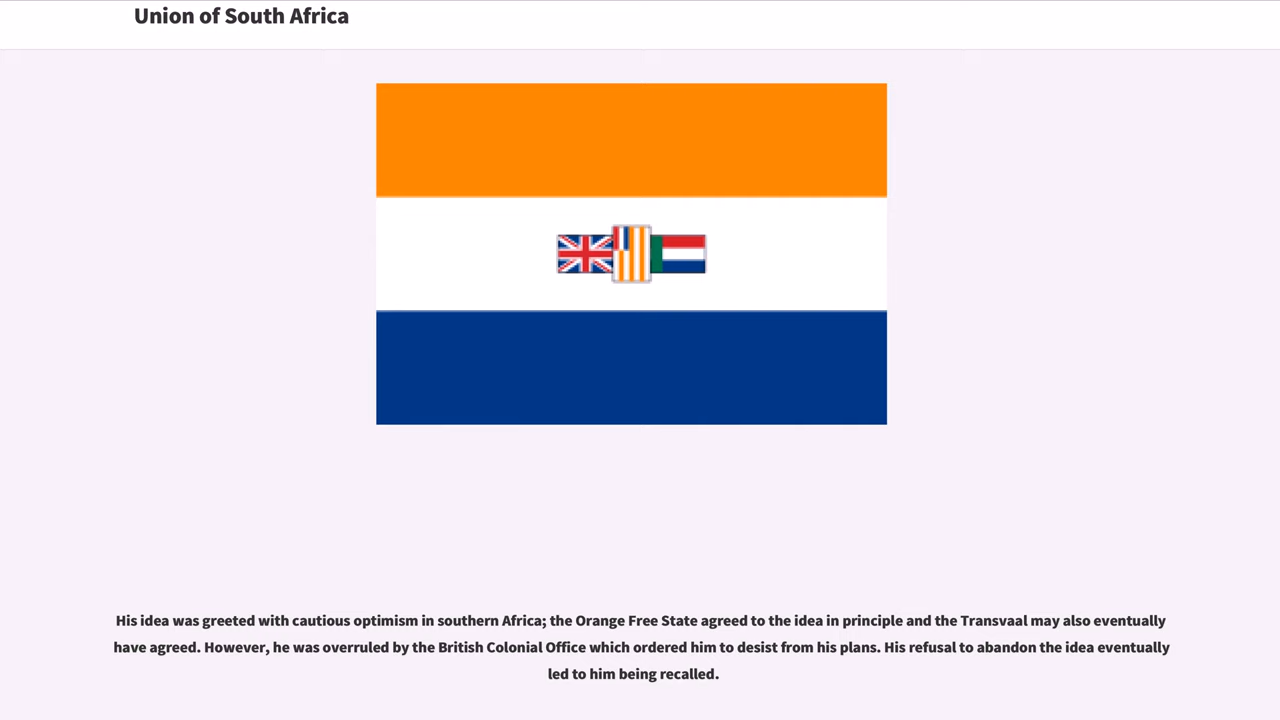 Union of South Africa
His idea was greeted with cautious optimism in southern Africa; the Orange Free State agreed to the idea in principle and the Transvaal may also eventually
have agreed. However, he was overruled by the British Colonial Office which ordered him to desist from his plans. His refusal to abandon the idea eventually
led to him being recalled.